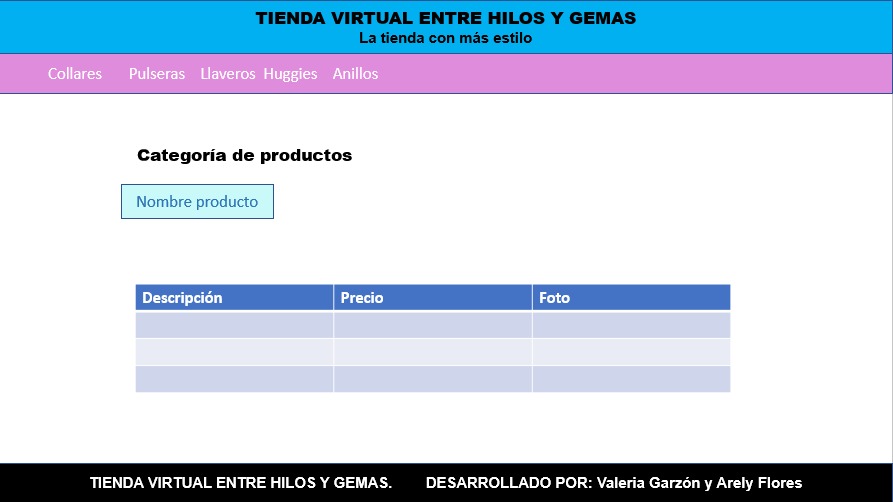 TIENDA VIRTUAL ENTRE HILOS Y GEMAS
La tienda con más estilo
Collares Pulseras Llaveros Huggies Anillos
Categoría de productos
Nombre producto
Descripción Precio Foto
TIENDA VIRTUAL ENTRE HILOS Y GEMAS. DESARROLLADO POR: Valeria Garzón y Arely Flores